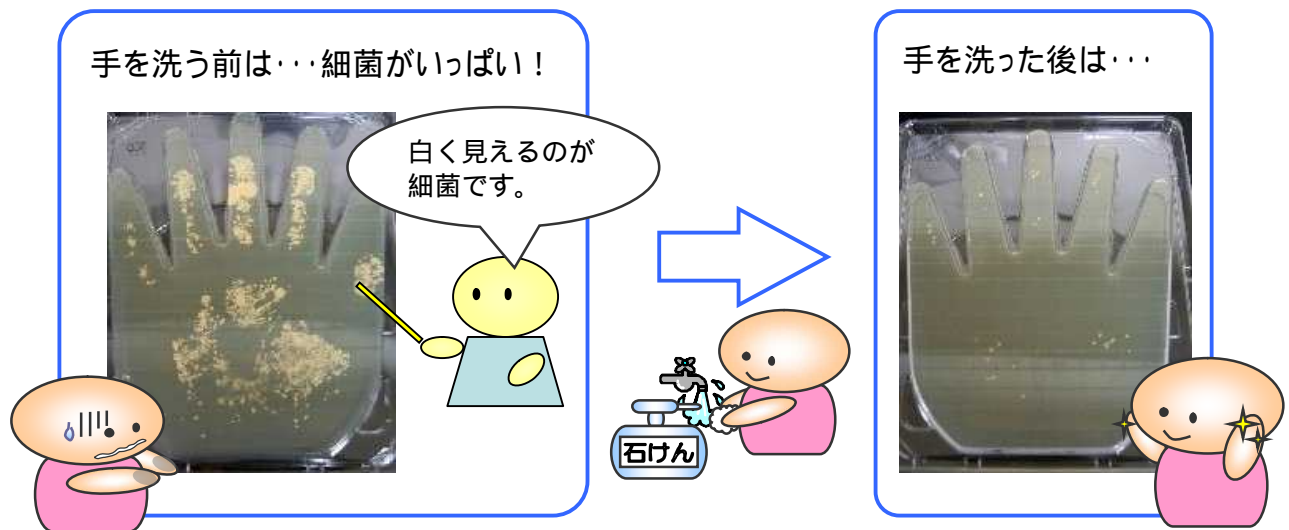 手を洗う前は･･･細菌がいっぱい！
白く見えるのが
細菌です。
石けん
手を洗った後は･･･